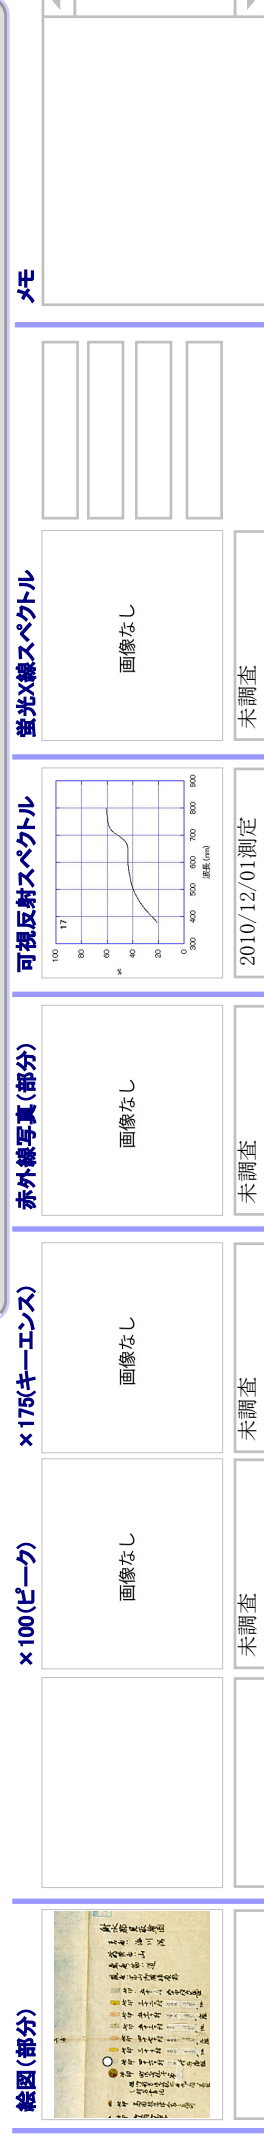 絵図(部分)
×100(ピーク)
画像なし
未調査
×175(キーエンス)
画像なし
未調査
赤外線写真(部分)
画像なし
未調査
可視反射スペクトル
17
100
80
60
40
20
0
%
300 400 500 600 700 800 900
波長(nm)
2010/12/01測定
蛍光X線スペクトル
画像なし
未調査
メモ